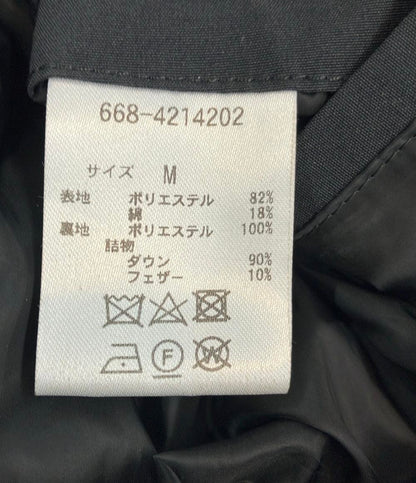 668-4214202
サイズ M
表地 ポリエステル 82%
綿 18%
裏地 ポリエステル 100%
詰物
ダウン 90%
フェザー 10%
F W